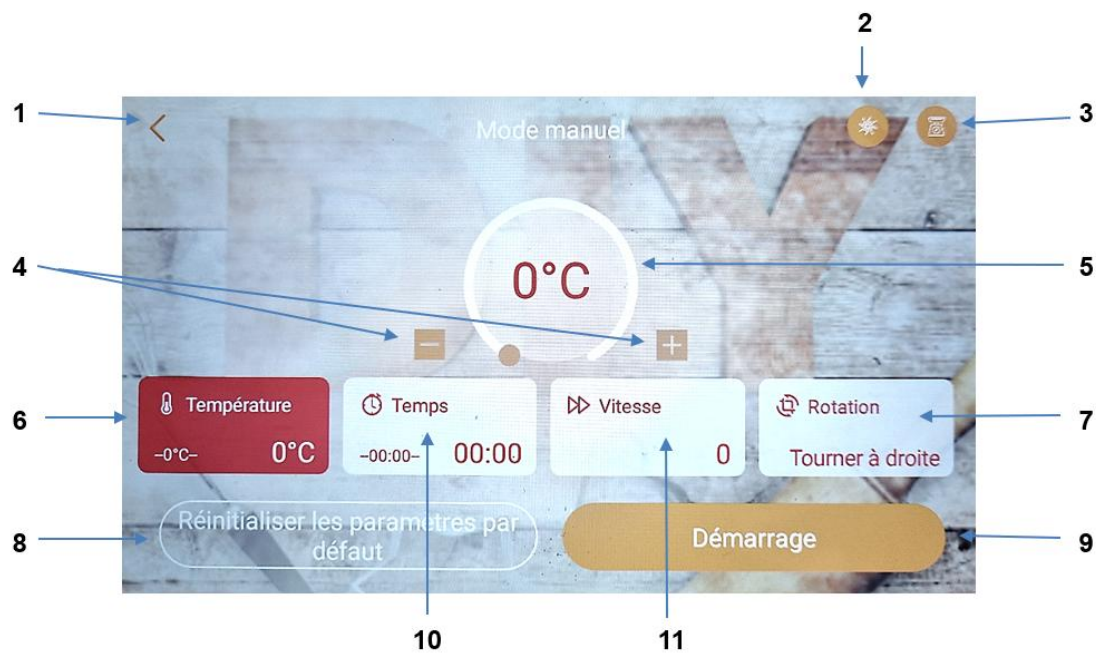 2
1
3
Mode manuel
4
5
0°C
6
Température
Temps
Vitesse
Rotation
7
–0°C–
0°C
–00:00–
00:00
0
Tourner à droite
8
Réinitialiser les paramètres par
défaut
Démarrage
9
10
11